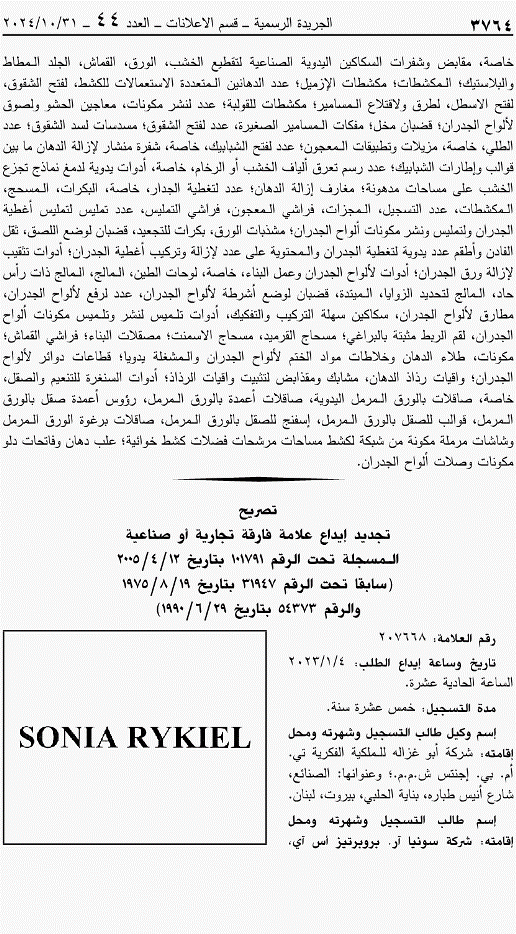 ٣٧٦٤
الجريدة الرسمية – قسم الاعلانات – العدد ٤٤ – ٢٠٢٤/١٠/٣١
خاصة، مقابض وشفرات السكاكين اليدوية الصناعية لتقطيع الخشب، الورق، القماش، الجلد المطاط
والبلاستيك؛ المكشطات؛ مكشطات الإزميل؛ عدد الدهانين المتعددة الاستعمالات للكشط، لفتح الشقوق،
لفتح الاسطل، لطرق ولاقتلاع المسامير؛ مكشطات للقولبة؛ عدد لنشر مكونات، معاجين الحشو ولصوق
لألواح الجدران؛ قضبان مخل؛ مفكات المسامير الصغيرة، عدد لفتح الشقوق؛ مسدسات لسد الشقوق؛ عدد
الطلي، خاصة، مزيلات وتطبيقات المعجون؛ عدد لفتح الشبابيك، خاصة، شفرة منشار لإزالة الدهان ما بين
قوالب وإطارات الشبابيك؛ عدد رسم تعرق ألياف الخشب أو الرخام، خاصة، أدوات يدوية لدمغ نماذج تجزع
الخشب على مساحات مدهونة؛ مغارف إزالة الدهان؛ عدد لتغطية الجدار، خاصة، البكرات، المسحج،
المكشطات، عدد التسجيل، المجزات، فراشي المعجون، فراشي التمليس، عدد تمليس لتمليس أغطية
الجدران ولتمليس ونشر مكونات ألواح الجدران؛ مشذبات الورق، بكرات للتجعيد، قضبان لوضع اللصق، ثقل
الفادن وأطقم عدد يدوية لتغطية الجدران والمحتوية على عدد لإزالة وتركيب أغطية الجدران؛ أدوات تثقيب
لإزالة ورق الجدران؛ أدوات لألواح الجدران وعمل البناء، خاصة، لوحات الطين، المالج، المالج ذات رأس
حاد، المالج لتحديد الزوايا، الميتدة، قضبان لوضع أشرطة لألواح الجدران، عدد لرفع لألواح الجدران،
مطارق لألواح الجدران، سكاكين سهلة التركيب والتفكيك، أدوات تلميس لنشر وتلميس مكونات ألواح
الجدران، لقم الربط مثبتة بالبراغي؛ مسحاج القرميد، مسحاج الاسمنت؛ مصقلات البناء؛ فراشي القماش؛
مكونات، طلاء الدهان وخلاطات مواد الختم لألواح الجدران والمشغلة يدويا؛ قطاعات دوائر لألواح
الجدران؛ واقيات رذاذ الدهان، مشابك ومقذابض لتثبيت واقيات الرذاذ؛ أدوات السنغرة للتنعيم والصقل،
خاصة، صاقلات بالورق المرمل اليدوية، صاقلات أعمدة بالورق المرمل، رؤوس أعمدة صقل بالورق
المرمل، قوالب للصقل بالورق المرمل، إسفنج للصقل بالورق المرمل، صاقلات برغوة الورق المرمل
وشاشات مرملة مكونة من شبكة لكشط مساحات مرشحات فضلات كشط خوائية؛ علب دهان وفاتحات دلو
مكونات وصلات ألواح الجدران.
تصريح
تجديد إيداع علامة فارقة تجارية أو صناعية
المسجلة تحت الرقم ١٠١٧٩١ بتاريخ ٢٠٠٥/٤/١٢
(سابقا تحت الرقم ٣١٩٤٧ بتاريخ ١٩٧٥/٨/١٩
والرقم ٥٤٣٧٣ بتاريخ ١٩٩٠/٦/٢٩)
رقم العلامة: ٢٠٧٦٦٨
تاريخ وساعة إيداع الطلب: ٢٠٢٣/١/٤
الساعة الحادية عشرة.
مدة التسجيل: خمس عشرة سنة.
إسم وكيل طالب التسجيل وشهرته ومحل
إقامته: شركة أبو غزاله للملكية الفكرية تي.
أم. بي. إجنتس ش.م.م.؛ وعنوانها: الصنائع،
شارع أنيس طباره، بناية الحلبي، بيروت، لبنان.
إسم طالب التسجيل وشهرته ومحل
إقامته: شركة سونيا آر. بروبرتيز أس آي،
SONIA RYKIEL